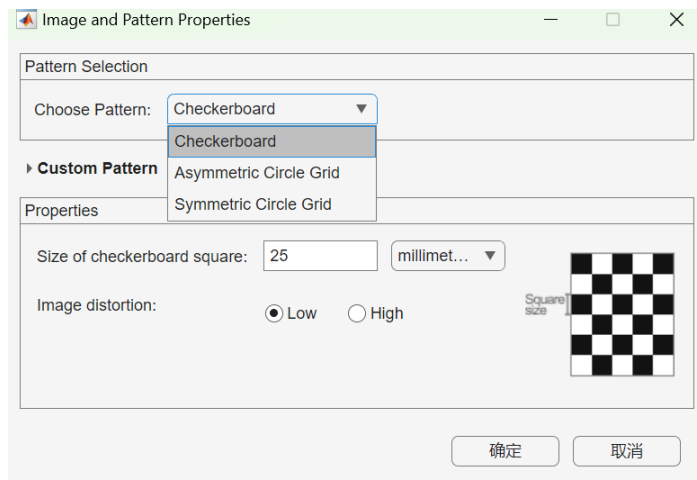 Image and Pattern Properties
Pattern Selection
Choose Pattern: Checkerboard
Checkerboard
Asymmetric Circle Grid
Symmetric Circle Grid
Custom Pattern
Properties
Size of checkerboard square: 25 millimet...
Image distortion: Low High
Square
size
确定 取消